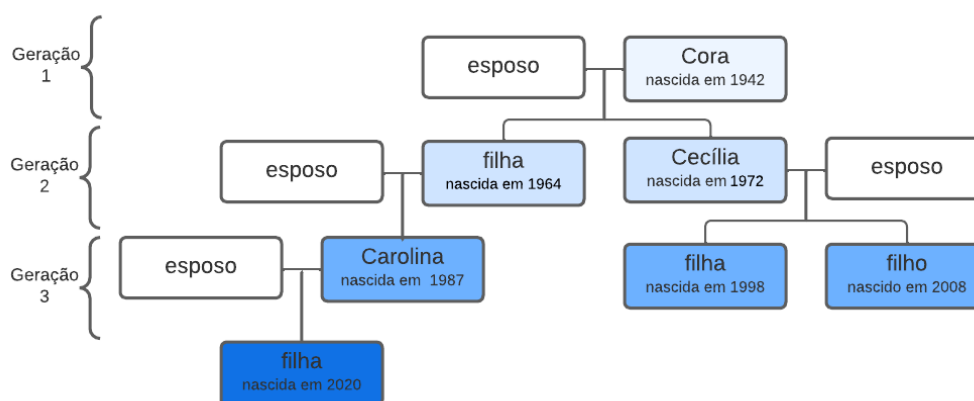 Geração
1
esposo
Cora
nascida em 1942
Geração
2
esposo
filha
nascida em 1964
Cecília
nascida em 1972
esposo
Geração
3
esposo
Carolina
nascida em 1987
filha
nascida em 1998
filho
nascido em 2008
filha
nascida em 2020